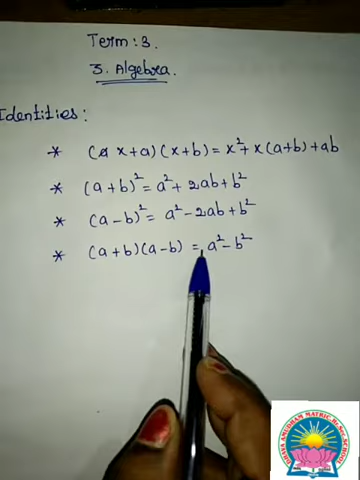 Term: 3.
3. Algebra.
Identities:
* (x+a)(x+b) = x²+x(a+b)+ab
* (a+b)² = a²+2ab+b²
* (a-b)² = a²-2ab+b²
* (a+b)(a-b) = a²-b²